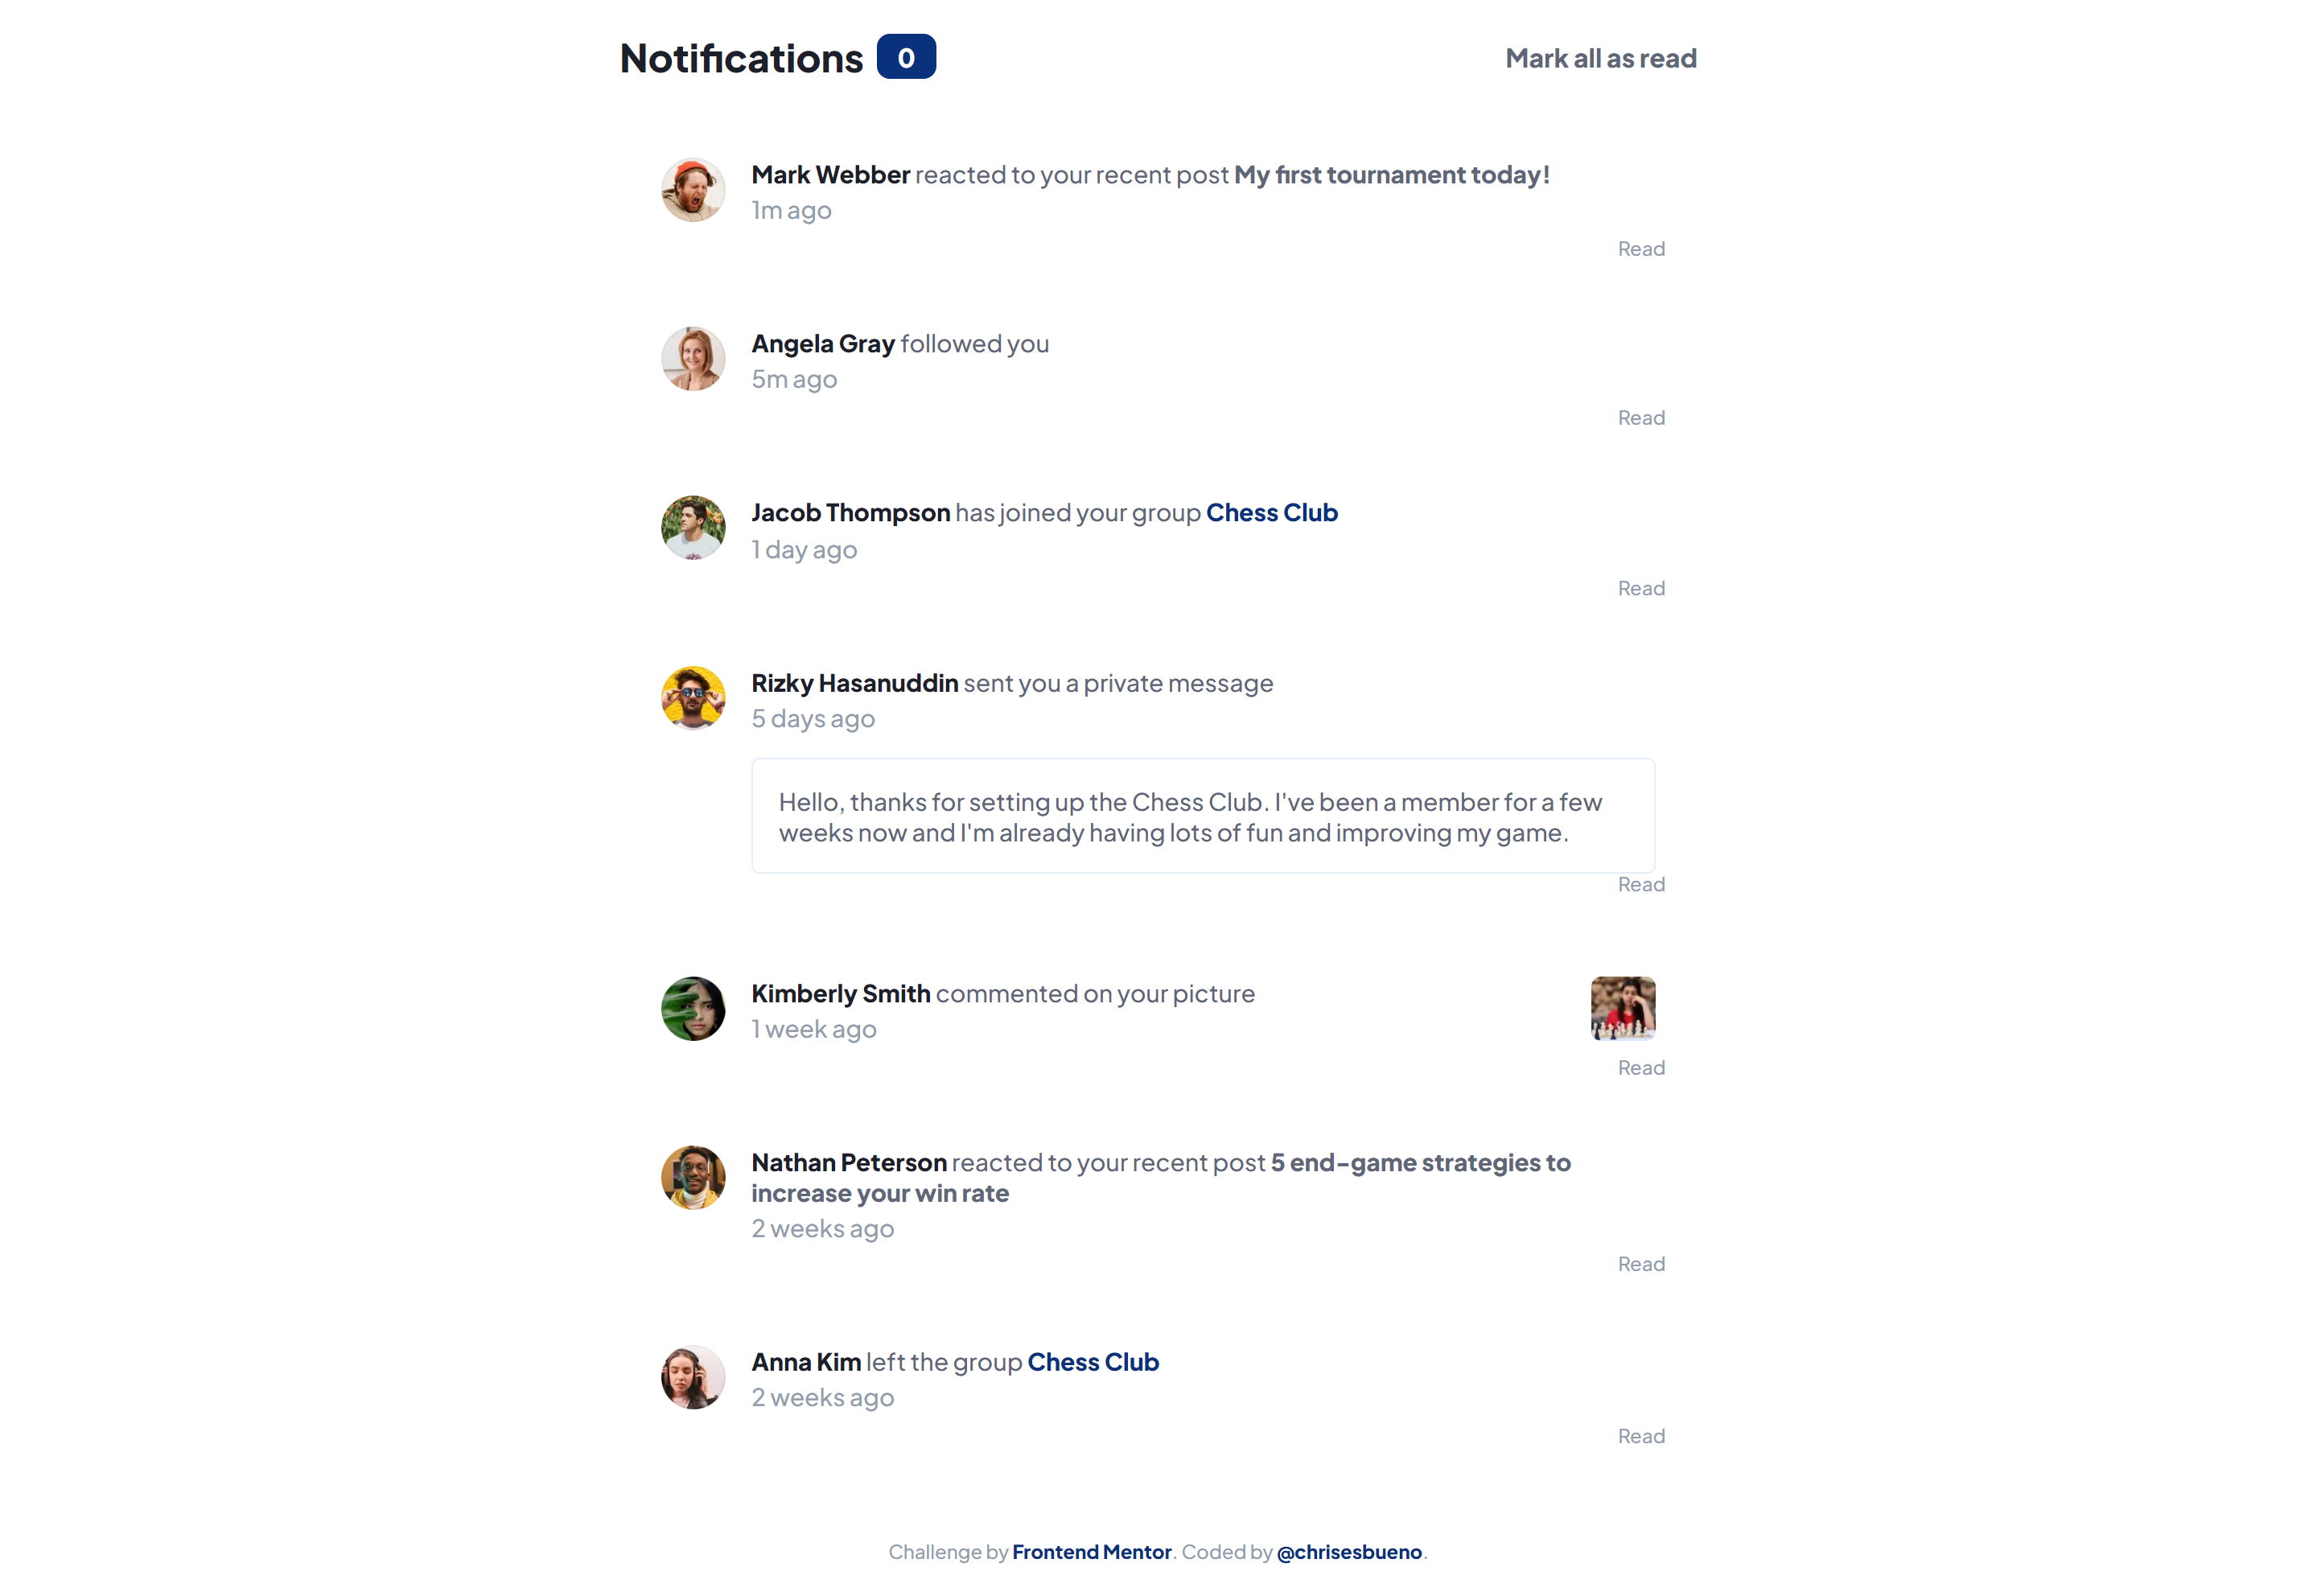 Notifications 0 Mark all as read
Mark Webber reacted to your recent post My first tournament today!
1m ago
Read
Angela Gray followed you
5m ago
Read
Jacob Thompson has joined your group Chess Club
1 day ago
Read
Rizky Hasanuddin sent you a private message
5 days ago
Hello, thanks for setting up the Chess Club. I've been a member for a few
weeks now and I'm already having lots of fun and improving my game.
Read
Kimberly Smith commented on your picture
1 week ago
Read
Nathan Peterson reacted to your recent post 5 end-game strategies to
increase your win rate
2 weeks ago
Read
Anna Kim left the group Chess Club
2 weeks ago
Read
Challenge by Frontend Mentor. Coded by @chrisesbueno.